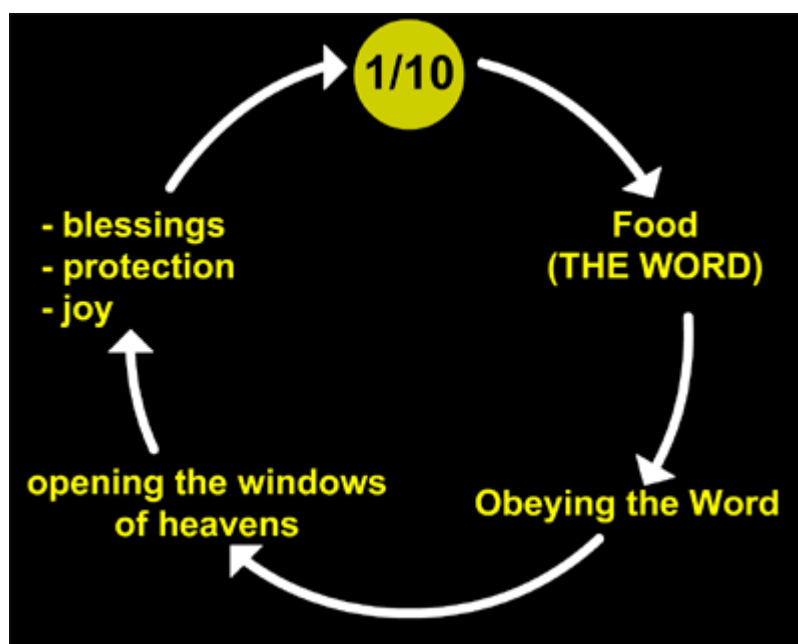 1/10
Food
(THE WORD)
Obeying the Word
opening the windows
of heavens
- blessings
- protection
- joy